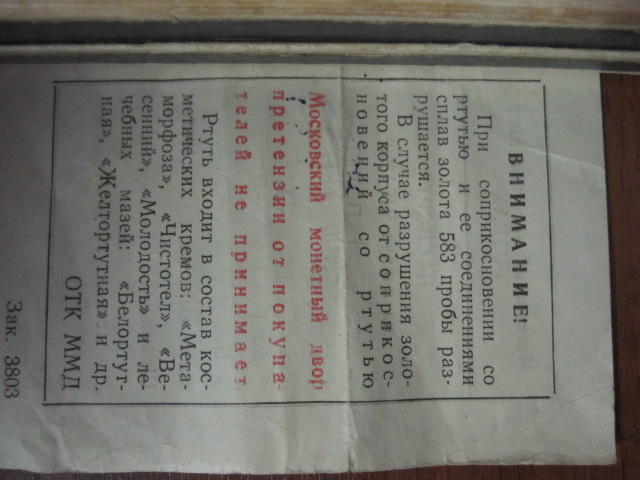 ВНИМАНИЕ!
При соприкосновении со
ртутью и ее соединениями
сплав золота 583 пробы раз-
рушается.
В случае разрушения золо-
того корпуса от соприкос-
новений со ртутью
Московский монетный двор
претензии от покупа-
телей не принимает
Ртуть входит в состав кос-
метических кремов: «Мета-
морфоза», «Чистотел», «Ве-
сенний», «Молодость» и ле-
чебных мазей: «Белортут-
ная», «Желтортутная» и др.
ОТК ММД
Зак. 3803